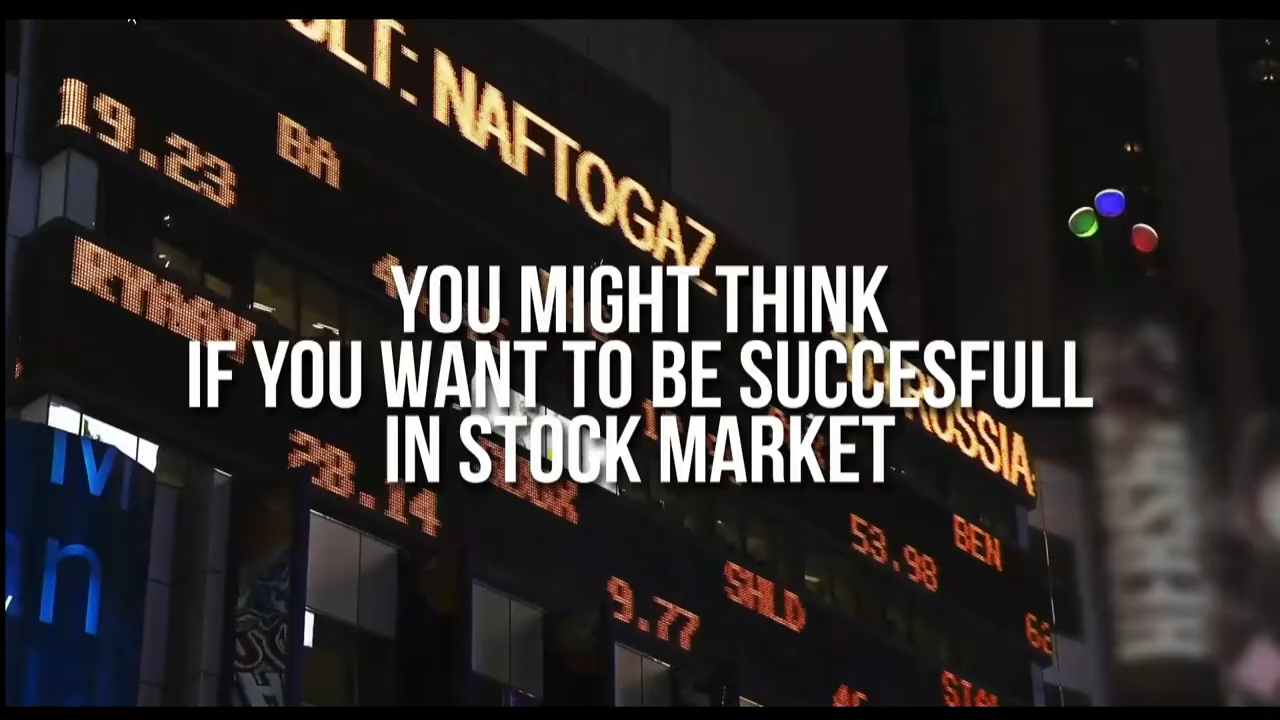 NAFTOGAZ
19.23
BA
YOU MIGHT THINK
IF YOU WANT TO BE SUCCESFULL
IN STOCK MARKET
RUSSIA
28.14
53.98
BEN
SHLD
9.77